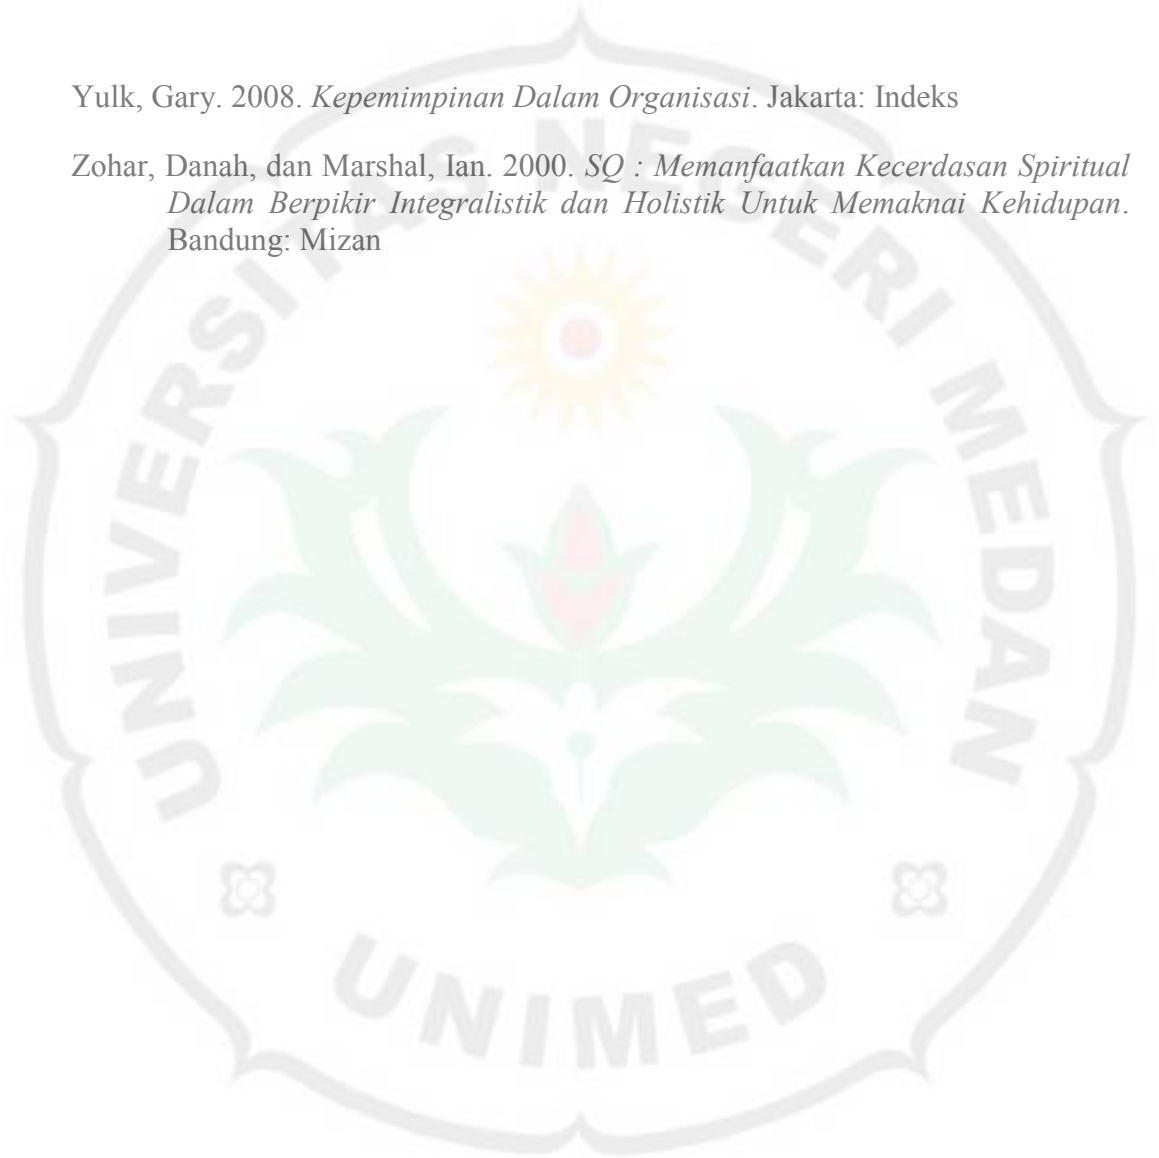 Yulk, Gary. 2008. Kepemimpinan Dalam Organisasi. Jakarta: Indeks
Zohar, Danah, dan Marshal, Ian. 2000. SQ : Memanfaatkan Kecerdasan Spiritual
Dalam Berpikir Integralistik dan Holistik Untuk Memaknai Kehidupan.
Bandung: Mizan
UNIVERSITAS NEGERI MEDAN
UNIMED